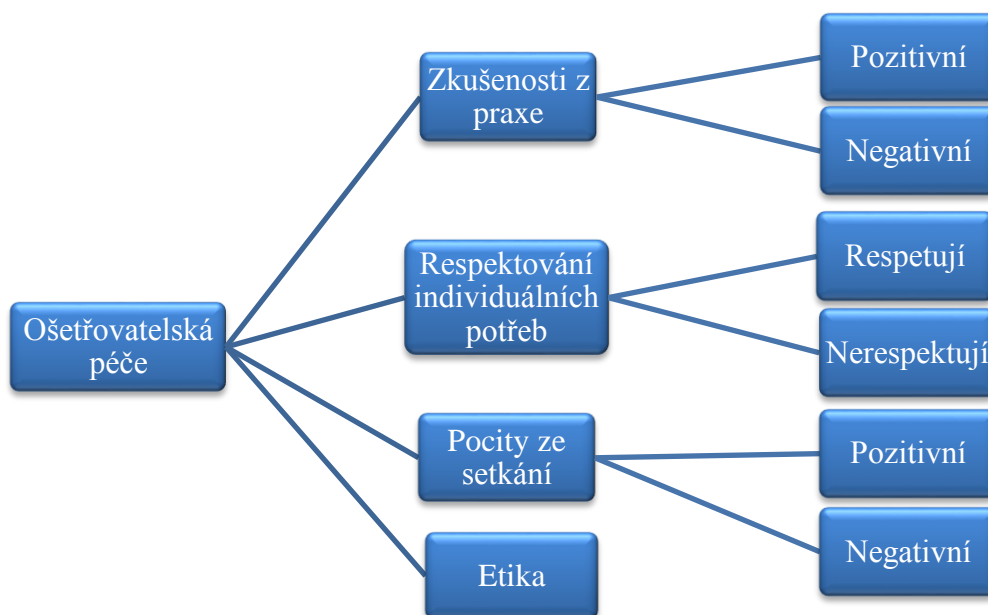 Ošetřovatelská
péče
Zkušenosti z
praxe
Pozitivní
Negativní
Respektování
individuálních
potřeb
Respetují
Nerespektují
Pocity ze
setkání
Pozitivní
Negativní
Etika